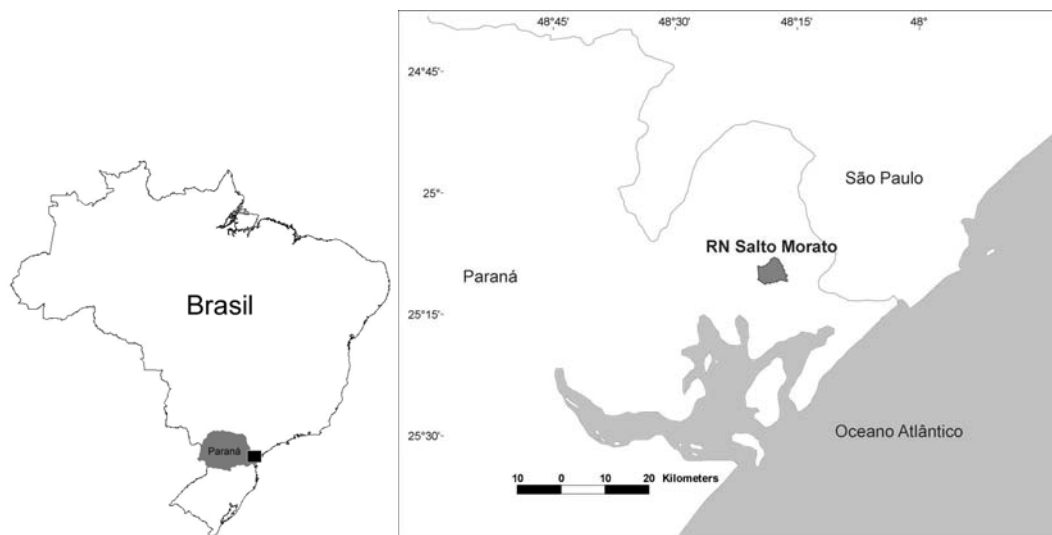 Brasil
Paraná
48°45'
48°30'
48°15'
48°
24°45'
25°
25°15'
25°30'
São Paulo
RN Salto Morato
Paraná
Oceano Atlântico
10 0 10 20 Kilometers